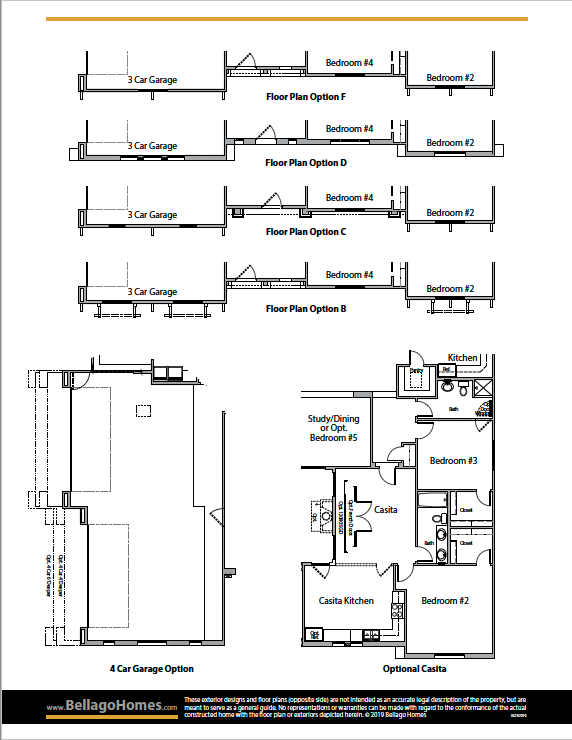 3 Car Garage
Bedroom #4
Bedroom #2
Floor Plan Option F
3 Car Garage
Bedroom #4
Bedroom #2
Floor Plan Option D
3 Car Garage
Bedroom #4
Bedroom #2
Floor Plan Option C
3 Car Garage
Bedroom #4
Bedroom #2
Floor Plan Option B
Kitchen
Pantry
Ref.
Bath
Study/Dining
or Opt.
Bedroom #5
Bedroom #3
Casita
Opt.
Closet
Bath
Closet
Casita Kitchen
Bedroom #2
Opt.
4 Car Garage Option
Optional Casita
www.BellagoHomes.com
These exterior designs and floor plans (opposite side) are not intended as an accurate legal description of the property, but are
meant to serve as a general guide. No representations or warranties can be made with regard to the conformance of the actual
constructed home with the floor plan or exteriors depicted herein. © 2019 Bellago Homes